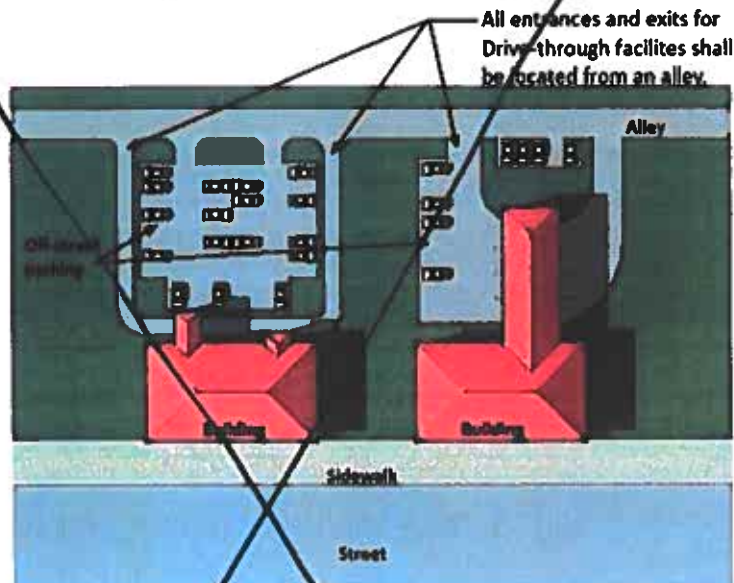 All entrances and exits for
Drive-through facilites shall
be located from an alley.
Alley
Off-street
parking
Building
Building
Sidewalk
Street